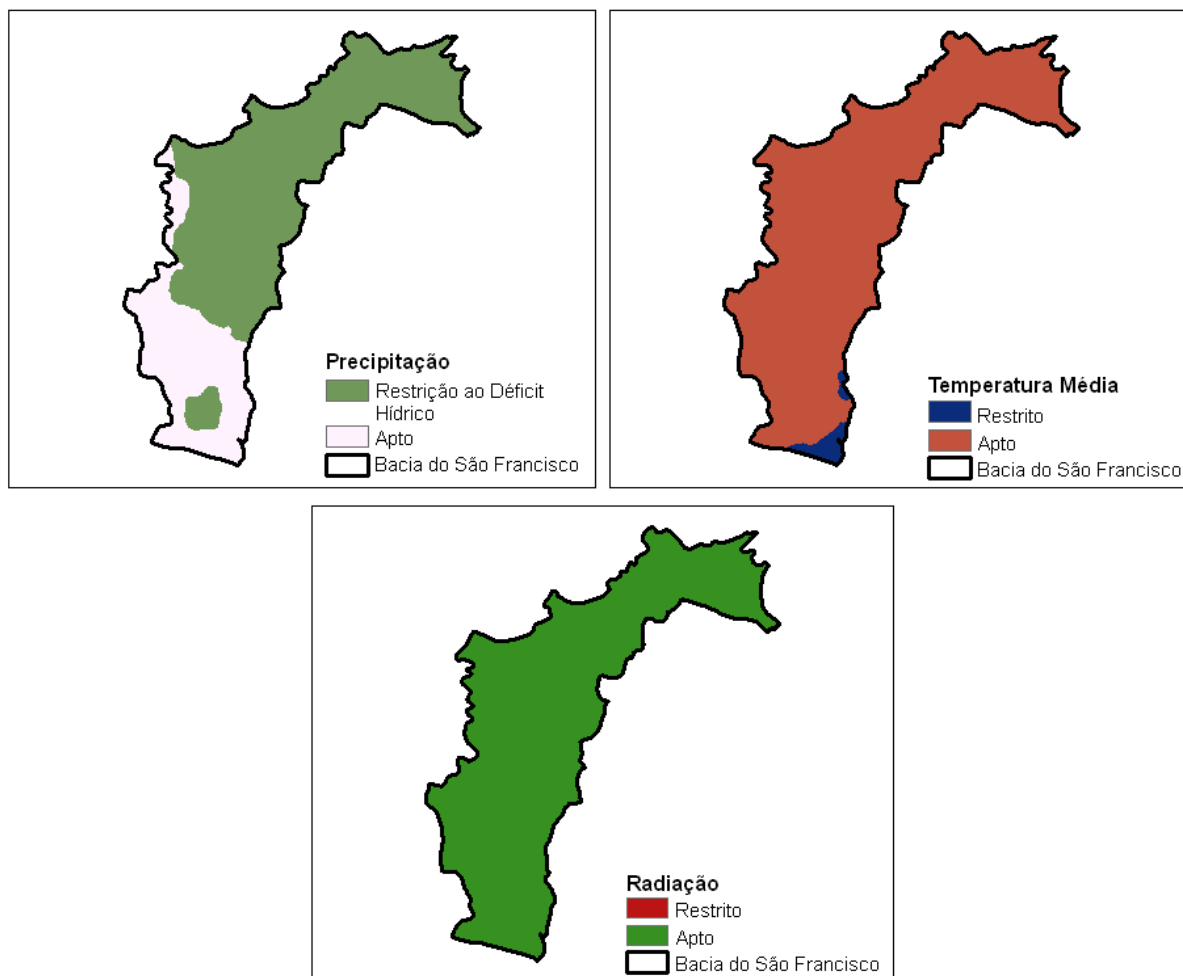 Precipitação
Restrição ao Déficit
Hídrico
Apto
Bacia do São Francisco
Temperatura Média
Restrito
Apto
Bacia do São Francisco
Radiação
Restrito
Apto
Bacia do São Francisco